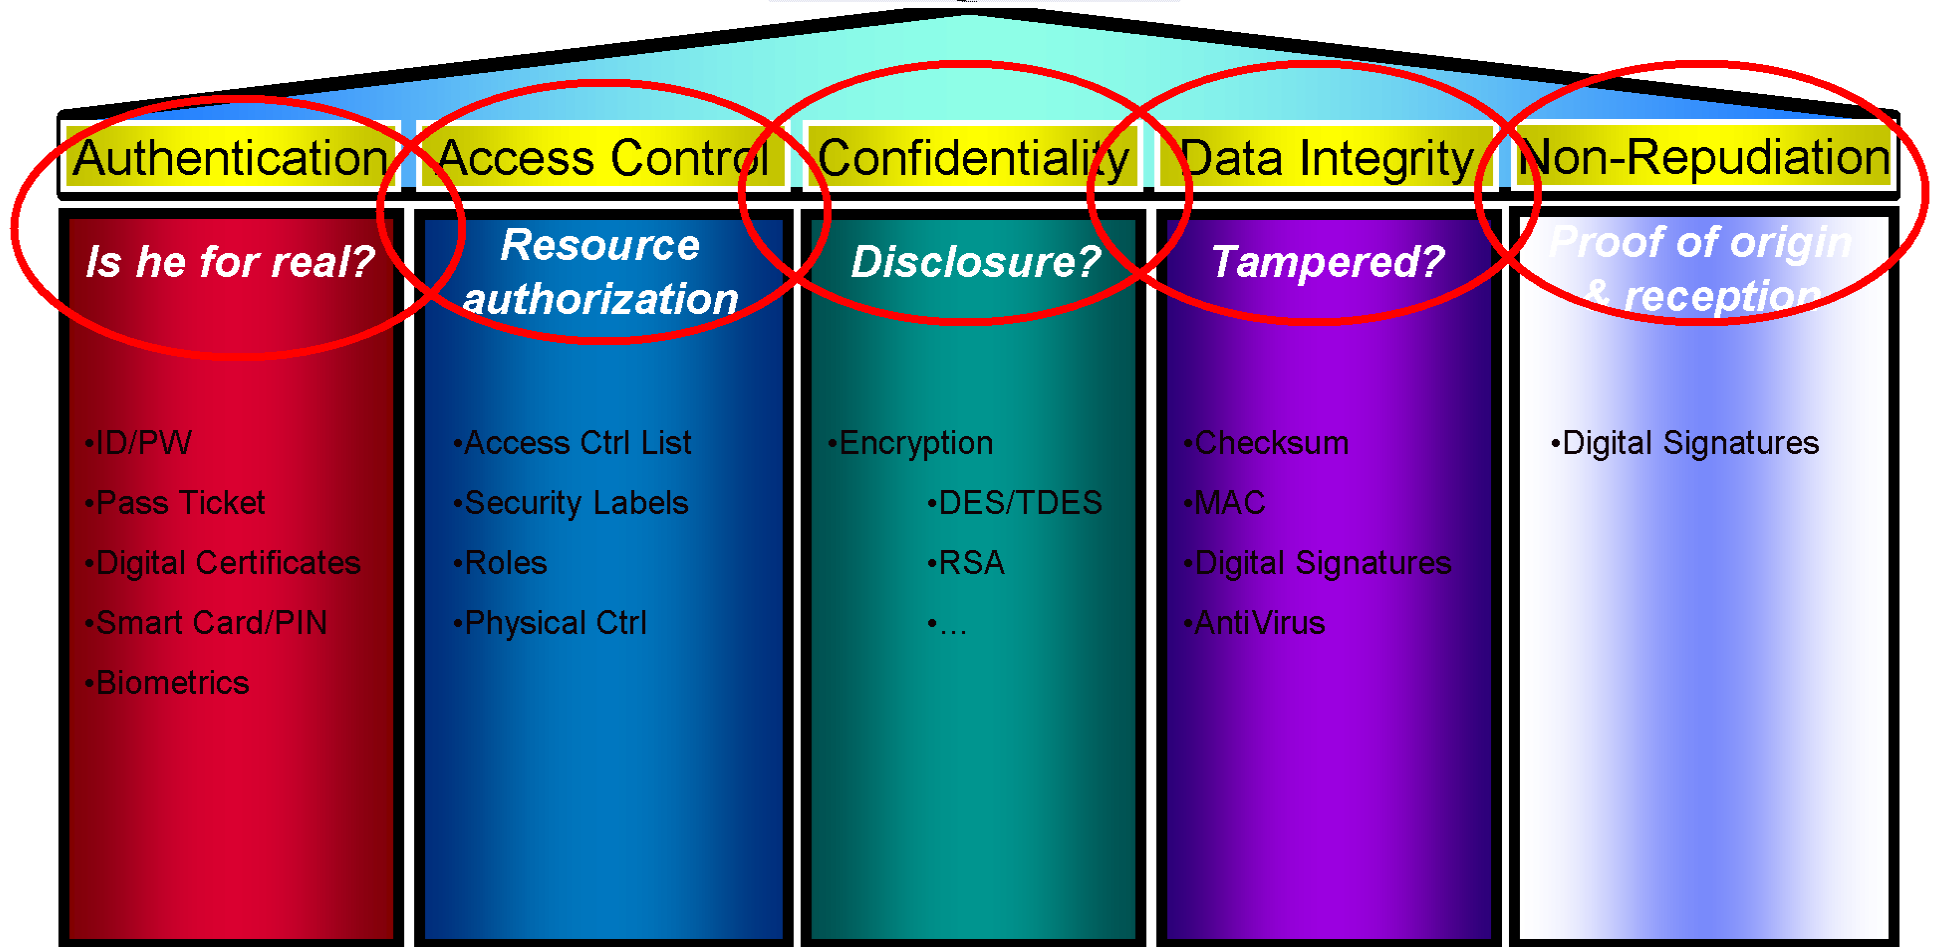 Authentication
Access Control
Confidentiality
Data Integrity
Non-Repudiation
Is he for real?
•ID/PW
•Pass Ticket
•Digital Certificates
•Smart Card/PIN
•Biometrics
Resource
authorization
•Access Ctrl List
•Security Labels
•Roles
•Physical Ctrl
Disclosure?
•Encryption
•DES/TDES
•RSA
•...
Tampered?
•Checksum
•MAC
•Digital Signatures
•AntiVirus
Proof of origin
& reception
•Digital Signatures